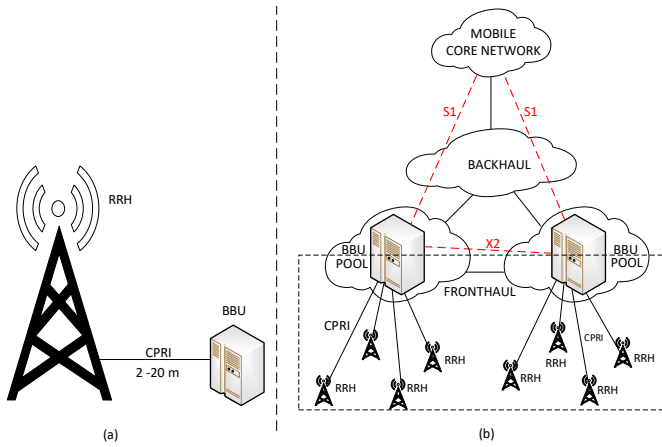 RRH
BBU
CPRI
2 -20 m
(a)
MOBILE
CORE NETWORK
S1
S1
BACKHAUL
BBU
POOL
X2
BBU
POOL
FRONTHAUL
CPRI
RRH
RRH
RRH
RRH
CPRI
RRH
RRH
RRH
RRH
(b)